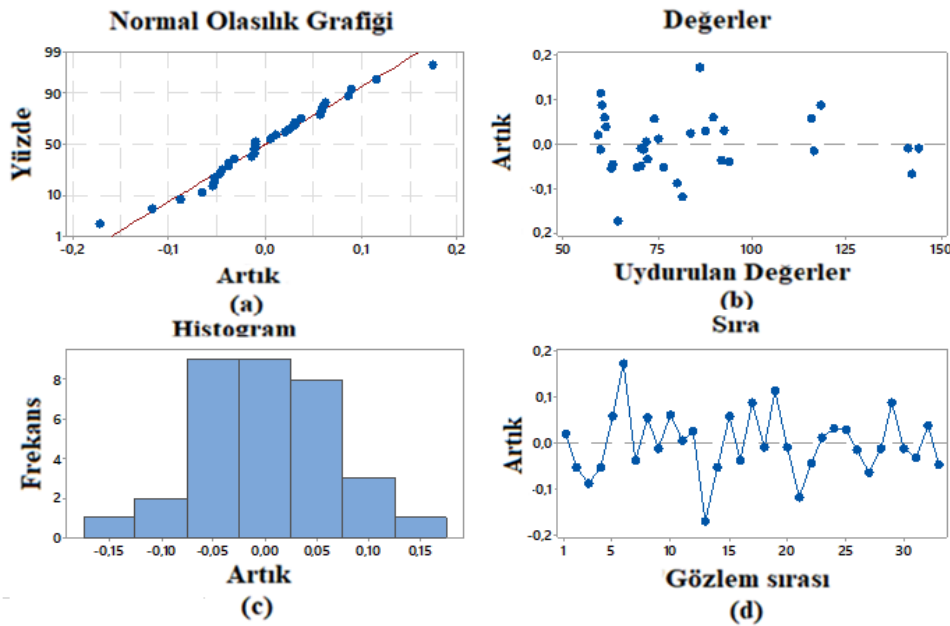 Normal Olasılık Grafiği
Yüzde
99
90
50
10
1
-0,2
-0,1
0,0
0,1
0,2
Artık
(a)
Değerler
Artık
0,2
0,1
0,0
-0,1
0,2
50
75
100
125
150
Uydurulan Değerler
(b)
Histogram
Frekans
8
6
4
2
0
-0,15
-0,10
-0,05
0,00
0,05
0,10
0,15
Artık
(c)
Sıra
Artık
0,2
0,1
0,0
-0,1
-0,2
1
5
10
15
20
25
30
Gözlem sırası
(d)